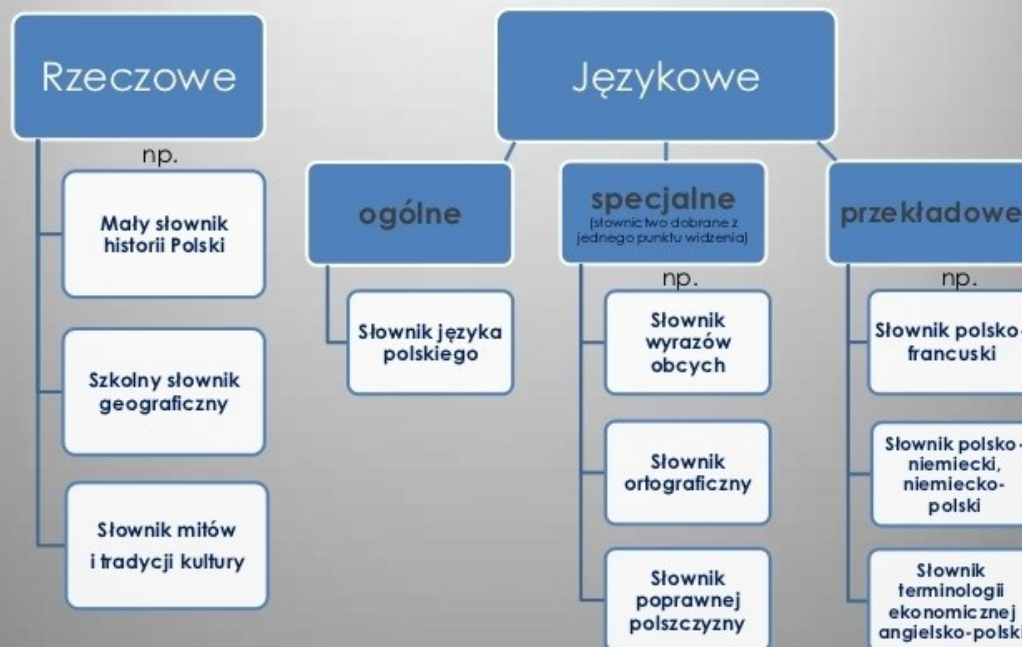 Rzeczowe
np.
Mały słownik
historii Polski
Szkolny słownik
geograficzny
Słownik mitów
i tradycji kultury
Językowe
ogólne
Słownik języka
polskiego
specjalne
(słownictwo dobrane z
jednego punktu widzenia)
np.
Słownik
wyrazów
obcych
Słownik
ortograficzny
Słownik
poprawnej
polszczyzny
przekładowe
np.
Słownik polsko-
francuski
Słownik polsko-
niemiecki,
niemiecko-
polski
Słownik
terminologii
ekonomicznej
angielsko-polski